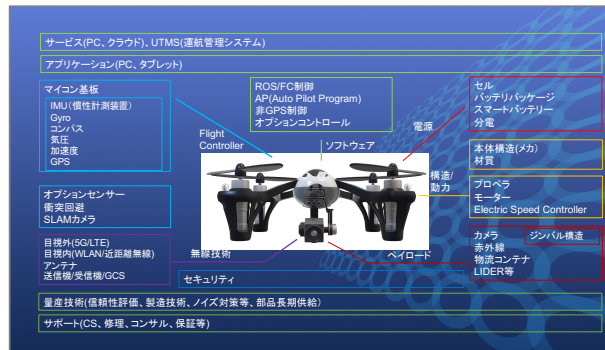 サービス(PC、クラウド)、UTMS(運航管理システム)
アプリケーション(PC、タブレット)
マイコン基板
IMU(慣性計測装置)
Gyro
コンパス
気圧
加速度
GPS
Flight
Controller
ROS/FC制御
AP(Auto Pilot Program)
非GPS制御
オプションコントロール
ソフトウェア
電源
セル
バッテリパッケージ
スマートバッテリー
分電
本体構造(メカ)
材質
構造/
動力
プロペラ
モーター
Electric Speed Controller
オプションセンサー
衝突回避
SLAMカメラ
目視外(5G/LTE)
目視内(WLAN/近距離無線)
アンテナ
送信機/受信機/GCS
無線技術
ペイロード
カメラ
ジンバル構造
赤外線
物流コンテナ
LIDER等
セキュリティ
量産技術(信頼性評価、製造技術、ノイズ対策等、部品長期供給)
サポート(CS、修理、コンサル、保証等)